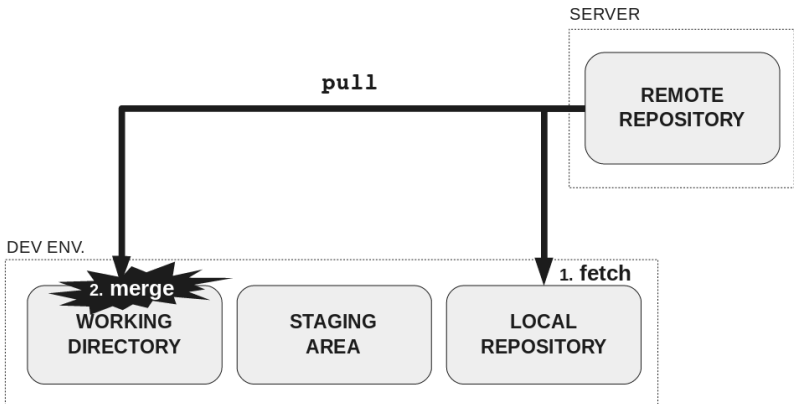 SERVER
REMOTE
REPOSITORY
pull
DEV ENV.
1. fetch
2. merge
WORKING
DIRECTORY
STAGING
AREA
LOCAL
REPOSITORY